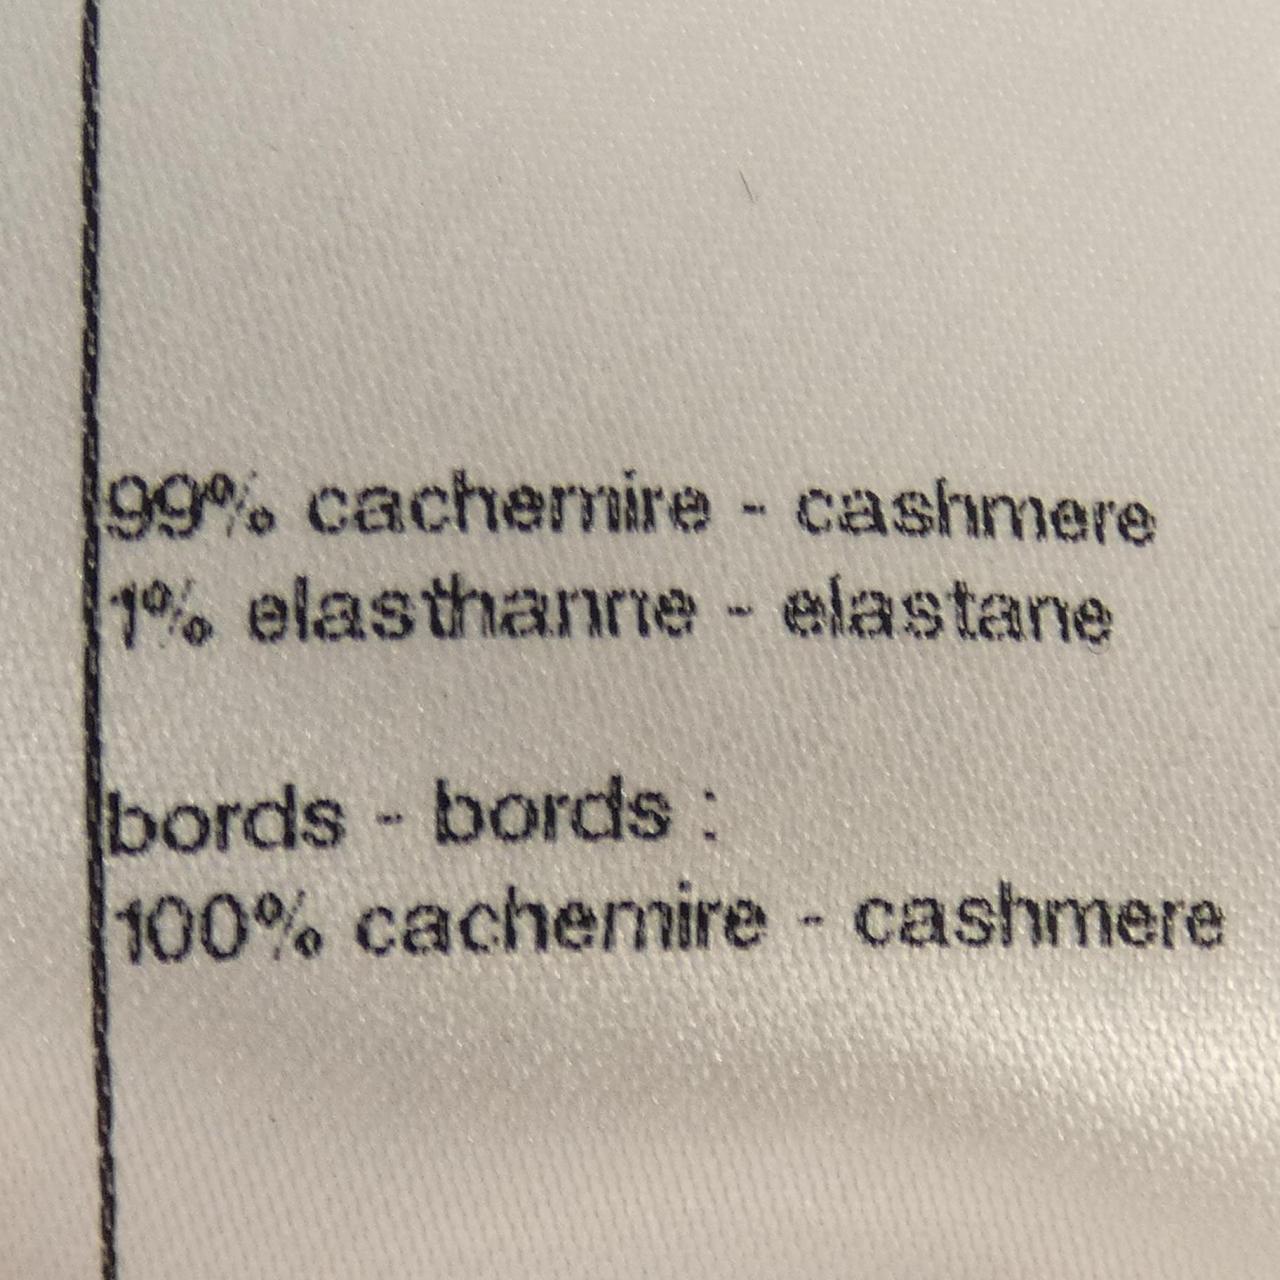 99% cachemire - cashmere
1% elasthanne - elastane
bords - bords :
100% cachemire - cashmere